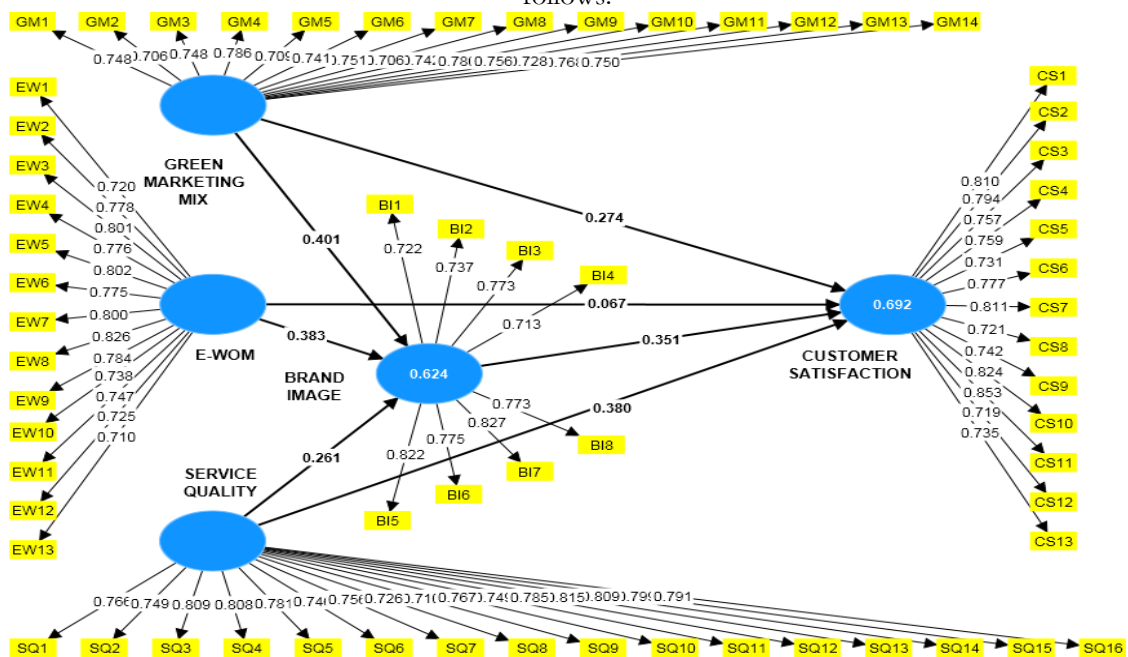 follows:
GM1 GM2 GM3 GM4 GM5 GM6 GM7 GM8 GM9 GM10 GM11 GM12 GM13 GM14
0.748 0.748 0.786 0.741 0.750
EW1
EW2
EW3
EW4
EW5
EW6
EW7
EW8
EW9
EW10
EW11
EW12
EW13
0.720
0.778
0.801
0.776
0.802
0.775
0.800
0.826
0.784
0.738
0.747
0.725
0.710
GREEN
MARKETING
MIX
E-WOM
SERVICE
QUALITY
0.401
0.383
0.261
0.274
0.067
0.351
0.380
BI1
BI2
BI3
BI4
0.722
0.737
0.773
0.713
0.624
BRAND
IMAGE
0.822
0.775
0.827
0.773
BI5
BI6
BI7
BI8
0.692
CUSTOMER
SATISFACTION
0.810
0.794
0.757
0.759
0.731
0.777
0.811
0.721
0.742
0.824
0.853
0.719
0.735
CS1
CS2
CS3
CS4
CS5
CS6
CS7
CS8
CS9
CS10
CS11
CS12
CS13
0.749 0.809 0.808 0.781 0.791
SQ1 SQ2 SQ3 SQ4 SQ5 SQ6 SQ7 SQ8 SQ9 SQ10 SQ11 SQ12 SQ13 SQ14 SQ15 SQ16